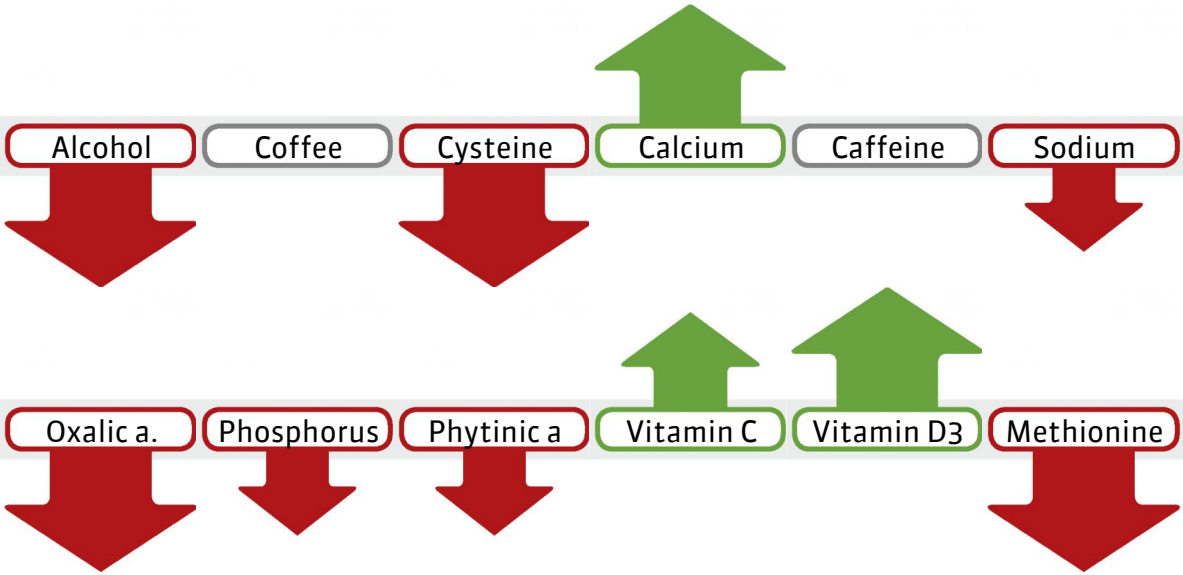 Alcohol Coffee Cysteine Calcium Caffeine Sodium
Oxalic a. Phosphorus Phytinic a Vitamin C Vitamin D3 Methionine